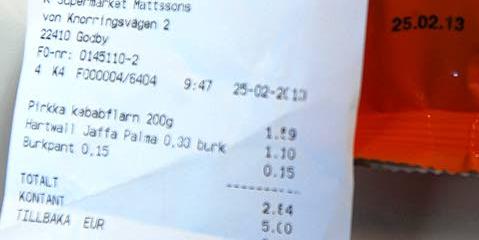 K Supermarket Mattssons
von Knorringsvägen 2
22410 Godby
FO-nr: 0145110-2
4 K4 F000004/6404 9:47 25-02-2013
Pirkka kababflarn 200g 1.59
Hartwall Jaffa Palma 0,33 burk 1.10
Burkpant 0,15 0.15
TOTALT 2.84
KONTANT 5.00
TILLBAKA EUR
25.02.13